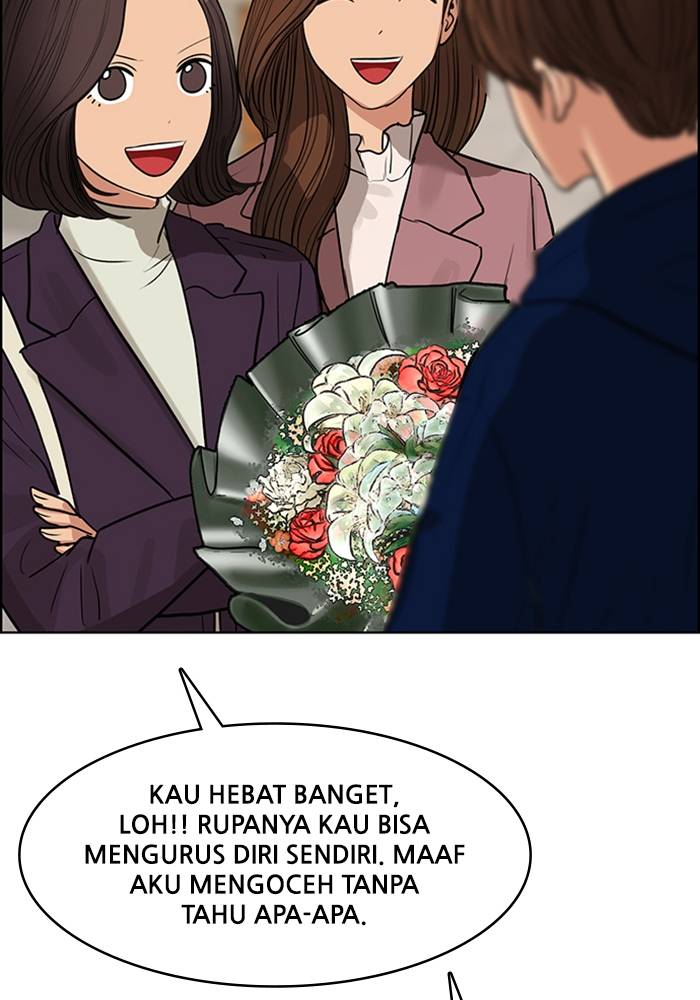 KAU HEBAT BANGET,
LOH!! RUPANYA KAU BISA
MENGURUS DIRI SENDIRI. MAAF
AKU MENGOCEH TANPA
TAHU APA-APA.